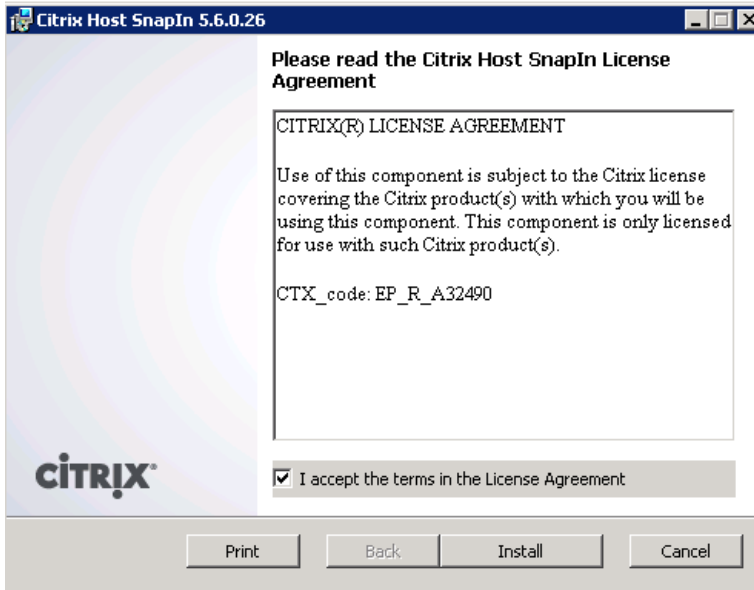 Citrix Host SnapIn 5.6.0.26
Please read the Citrix Host SnapIn License
Agreement
CITRIX(R) LICENSE AGREEMENT
Use of this component is subject to the Citrix license
covering the Citrix product(s) with which you will be
using this component. This component is only licensed
for use with such Citrix product(s).
CTX_code: EP_R_A32490
CİTRIX®
I accept the terms in the License Agreement
Print Back Install Cancel